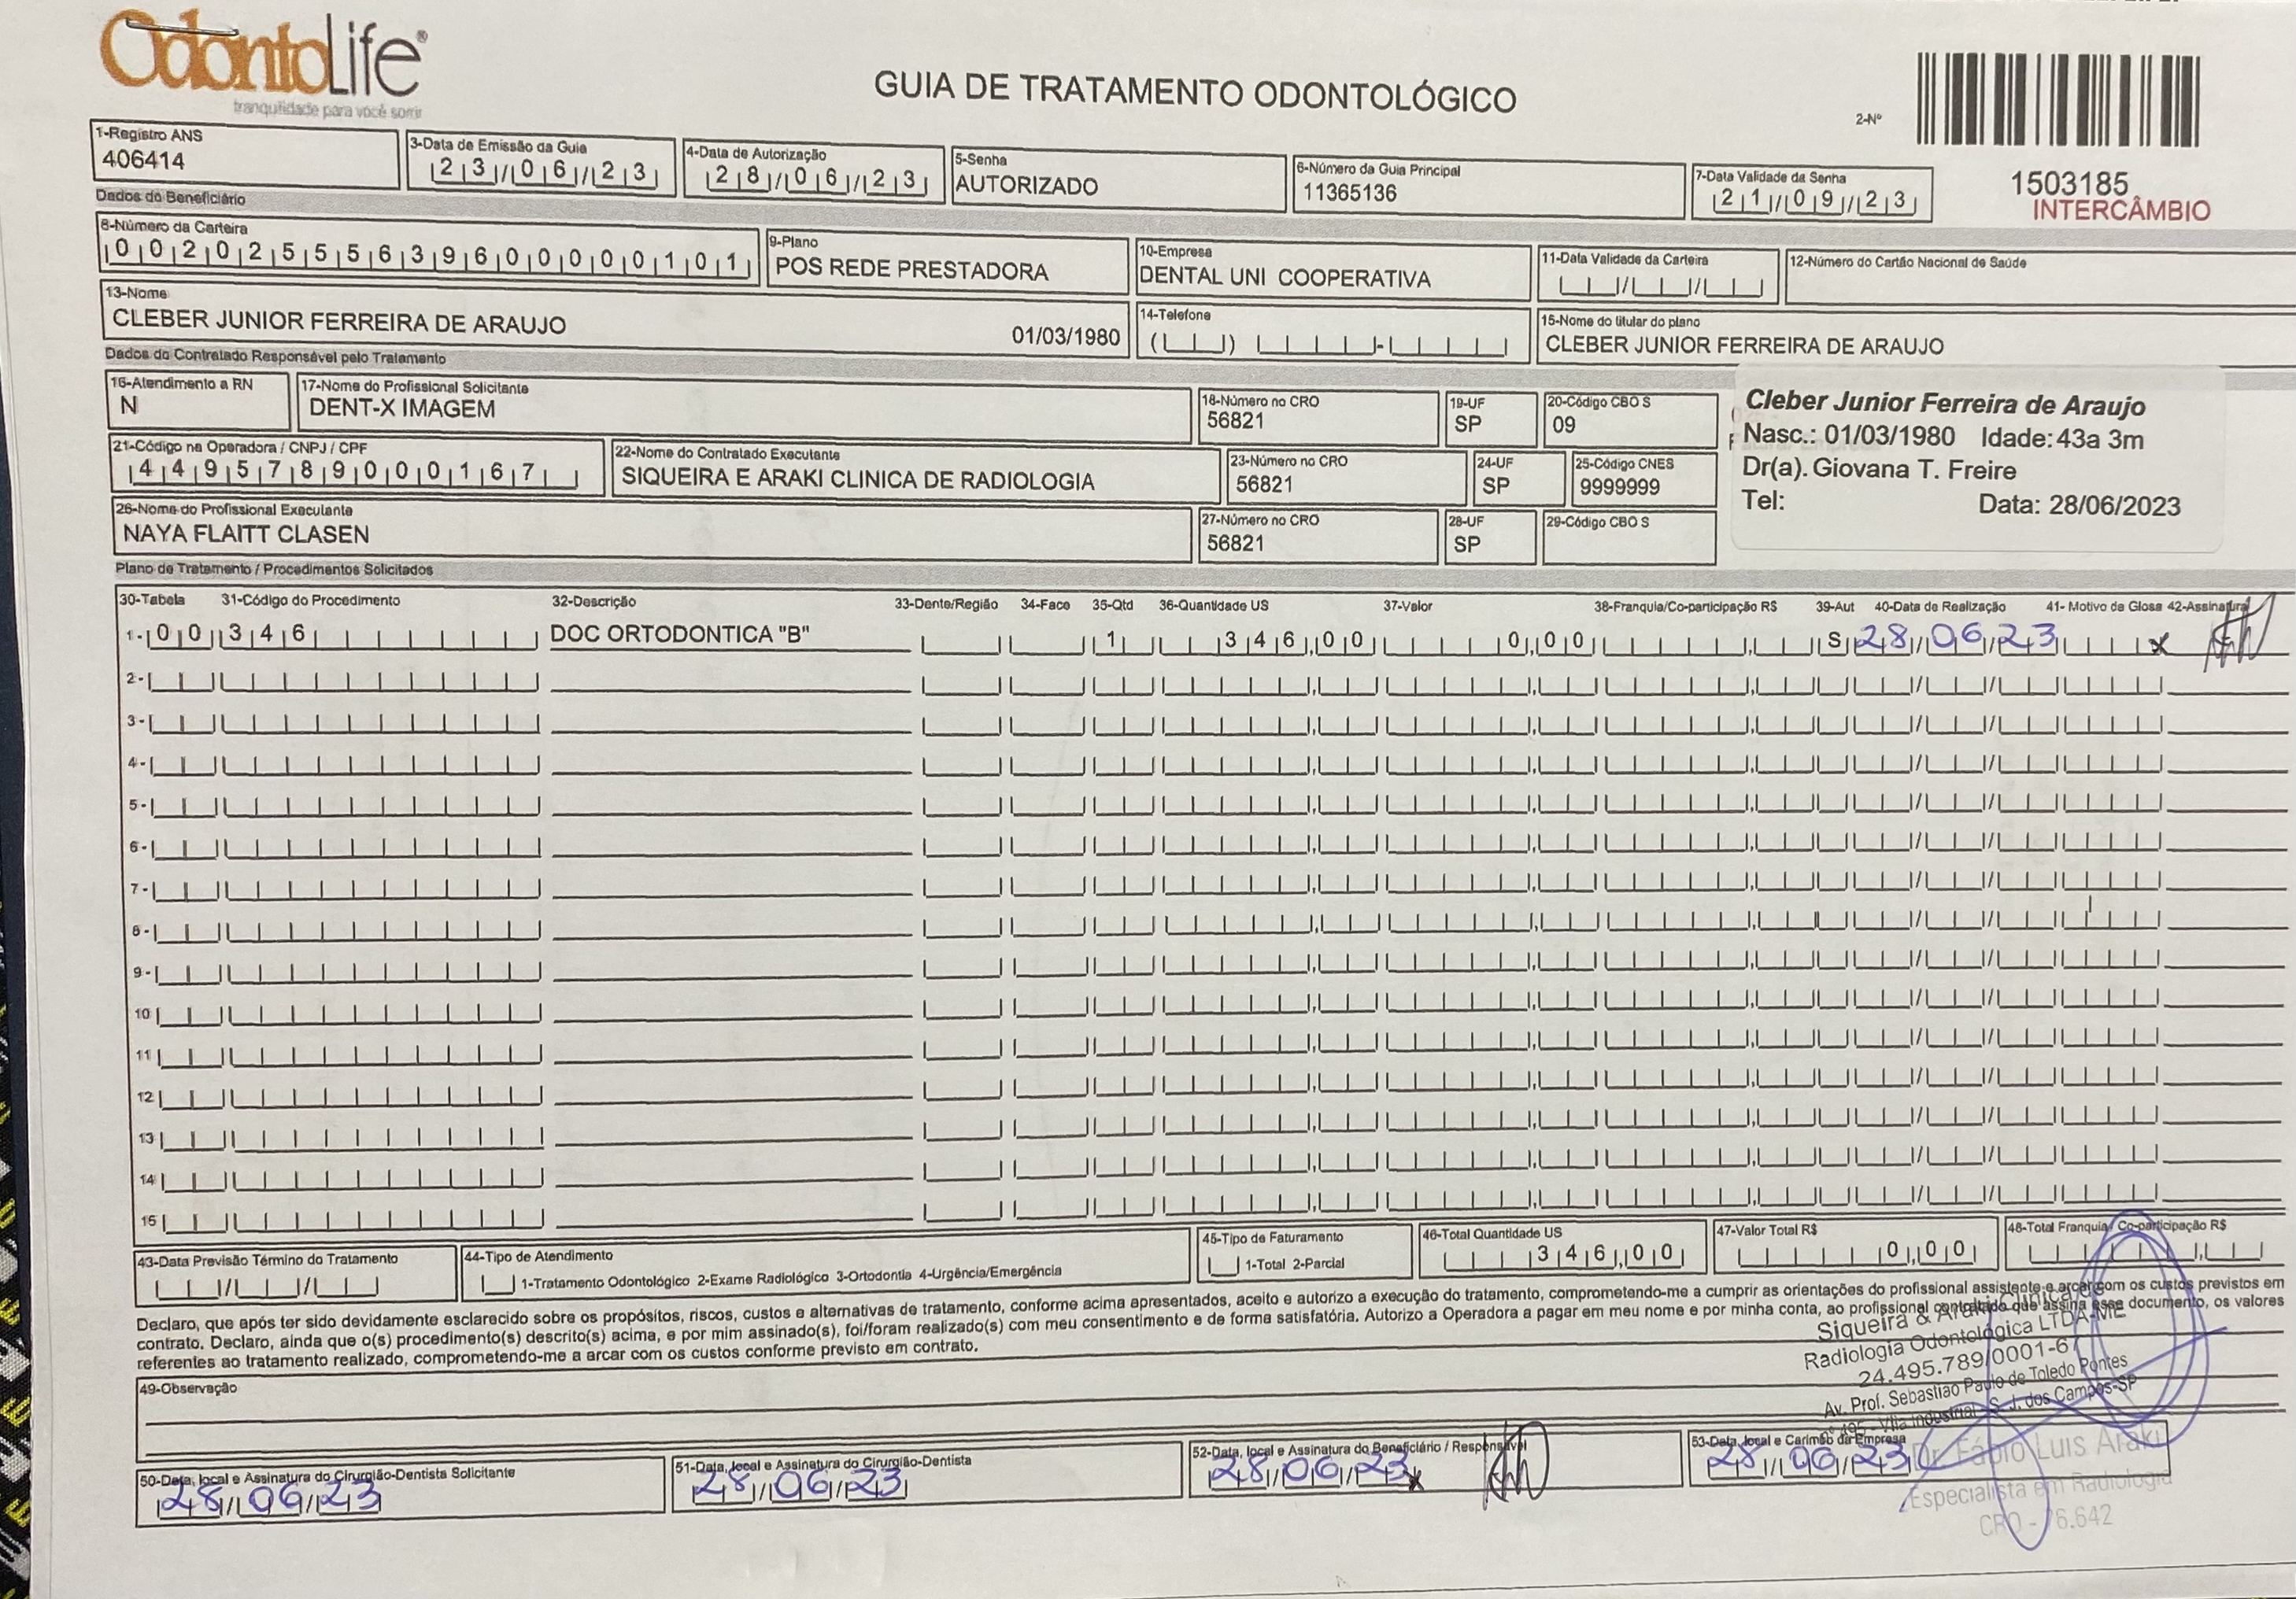 OdontoLife®
tranquilidade para você sorrir
GUIA DE TRATAMENTO ODONTOLÓGICO
2-Nº
1503185
INTERCÂMBIO
1-Registro ANS
406414
3-Data de Emissão da Guia
23/06/23
4-Data de Autorização
28/06/23
5-Senha
AUTORIZADO
6-Número da Guia Principal
11365136
7-Data Validade da Senha
21/09/23
Dados do Beneficiário
8-Número da Carteira
00202555639600000101
9-Plano
POS REDE PRESTADORA
10-Empresa
DENTAL UNI COOPERATIVA
11-Data Validade da Carteira
12-Número do Cartão Nacional de Saúde
13-Nome
CLEBER JUNIOR FERREIRA DE ARAUJO 01/03/1980
14-Telefone
15-Nome do titular do plano
CLEBER JUNIOR FERREIRA DE ARAUJO
Dados do Contratado Responsável pelo Tratamento
16-Atendimento a RN
N
17-Nome do Profissional Solicitante
DENT-X IMAGEM
18-Número no CRO
56821
19-UF
SP
20-Código CBO S
09
Cleber Junior Ferreira de Araujo
Nasc.: 01/03/1980 Idade:43a 3m
Dr(a). Giovana T. Freire
Tel: Data: 28/06/2023
21-Código na Operadora / CNPJ / CPF
44957890000167
22-Nome do Contratado Executante
SIQUEIRA E ARAKI CLINICA DE RADIOLOGIA
23-Número no CRO
56821
24-UF
SP
25-Código CNES
9999999
26-Nome do Profissional Executante
NAYA FLAITT CLASEN
27-Número no CRO
56821
28-UF
SP
29-Código CBO S
Plano de Tratamento / Procedimentos Solicitados
30-Tabela 31-Código do Procedimento 32-Descrição 33-Dente/Região 34-Face 35-Qtd 36-Quantidade US 37-Valor 38-Franquia/Co-participação R$ 39-Aut 40-Data de Realização 41- Motivo da Glosa 42-Assinatura
1- 00 346 DOC ORTODONTICA "B" 1 346,00 0,00 S 28/06/23 x
2-
3-
4-
5-
6-
7-
8-
9-
10
11
12
13
14
15
43-Data Previsão Término do Tratamento
44-Tipo de Atendimento
1-Tratamento Odontológico 2-Exame Radiológico 3-Ortodontia 4-Urgência/Emergência
45-Tipo de Faturamento
1-Total 2-Parcial
46-Total Quantidade US
346,00
47-Valor Total R$
0,00
48-Total Franquia/ Co-participação R$
Declaro, que após ter sido devidamente esclarecido sobre os propósitos, riscos, custos e alternativas de tratamento, conforme acima apresentados, aceito e autorizo a execução do tratamento, comprometendo-me a cumprir as orientações do profissional assistente e arcar com os custos previstos em
contrato. Declaro, ainda que o(s) procedimento(s) descrito(s) acima, e por mim assinado(s), foi/foram realizado(s) com meu consentimento e de forma satisfatória. Autorizo a Operadora a pagar em meu nome e por minha conta, ao profissional contratado que assina esse documento, os valores
referentes ao tratamento realizado, comprometendo-me a arcar com os custos conforme previsto em contrato.
Siqueira & Araki Clinica de
Radiologia Odontológica LTDA-ME
24.495.789/0001-67
Av. Prof. Sebastião Paulo de Toledo Pontes
nº 195 - Vila Industrial - S. J. dos Campos-SP
49-Observação
50-Data, local e Assinatura do Cirurgião-Dentista Solicitante
28/06/23
51-Data, local e Assinatura do Cirurgião-Dentista
28/06/23
52-Data, local e Assinatura do Beneficiário / Responsável
28/06/23 x
53-Data, local e Carimbo da Empresa
28/06/23
Dr. Fábio Luis Araki
Especialista em Radiologia
CRO - 76.642